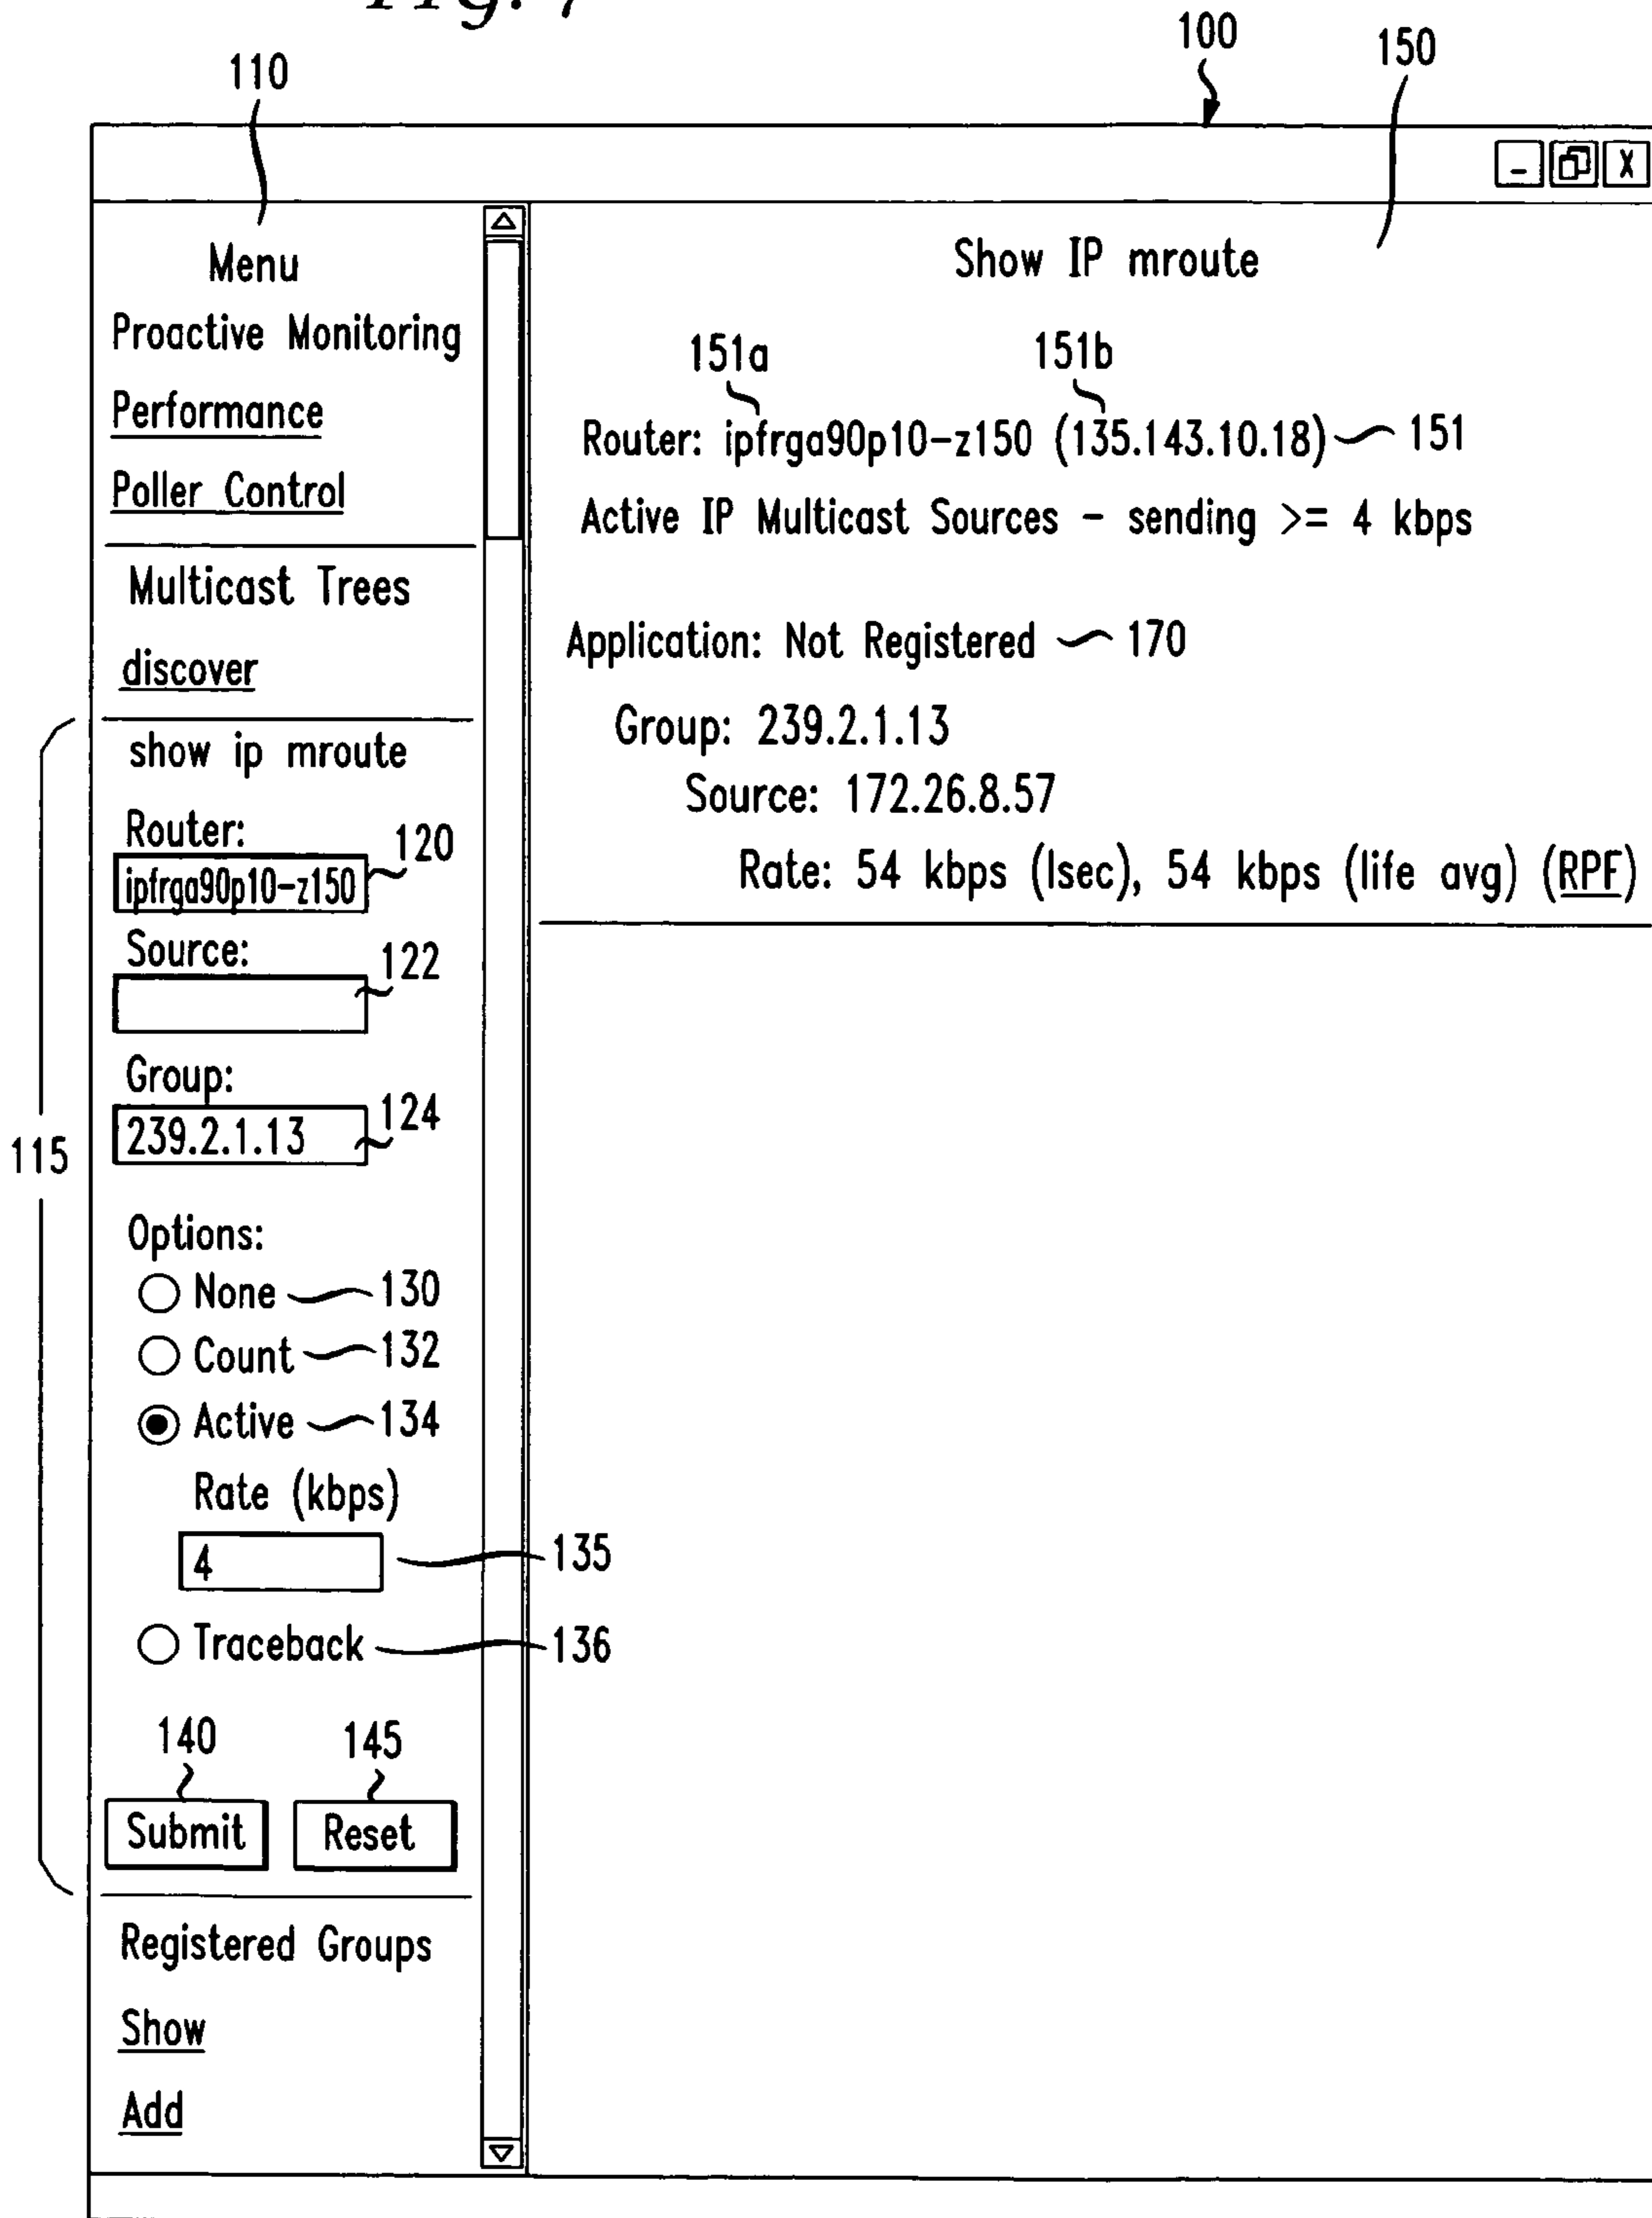 Fig. 7
100
150
110
X
Menu
Proactive Monitoring
Performance
Poller Control
Multicast Trees
discover
115
show ip mroute
Router:
120
ipfrga90p10-z150
Source:
122
Group:
124
239.2.1.13
Options:
None 130
Count 132
Active 134
Rate (kbps)
4
135
Traceback 136
140
145
Submit
Reset
Registered Groups
Show
Add
Show IP mroute
151a
151b
Router: ipfrga90p10-z150 (135.143.10.18) 151
Active IP Multicast Sources - sending >= 4 kbps
Application: Not Registered 170
Group: 239.2.1.13
Source: 172.26.8.57
Rate: 54 kbps (lsec), 54 kbps (life avg) (RPF)